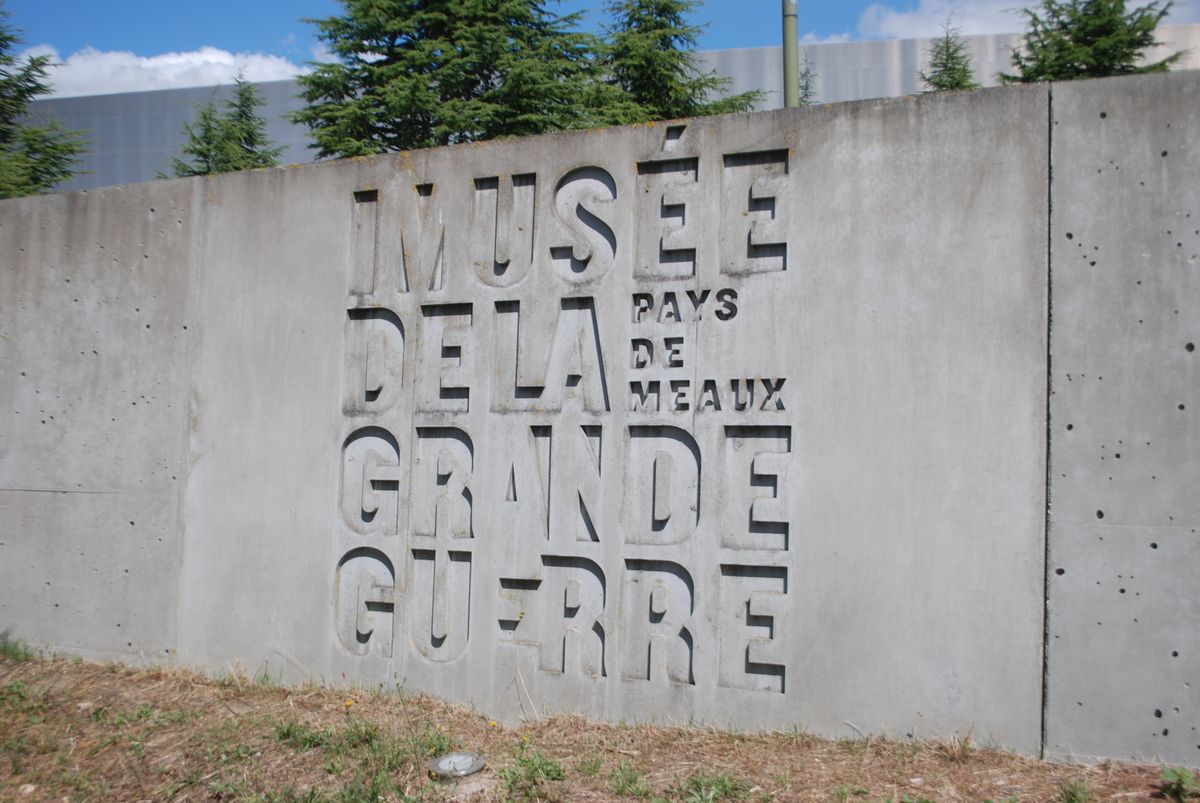 MUSÉE
DE LA
PAYS
DE
MEAUX
GRANDE
GUERRE